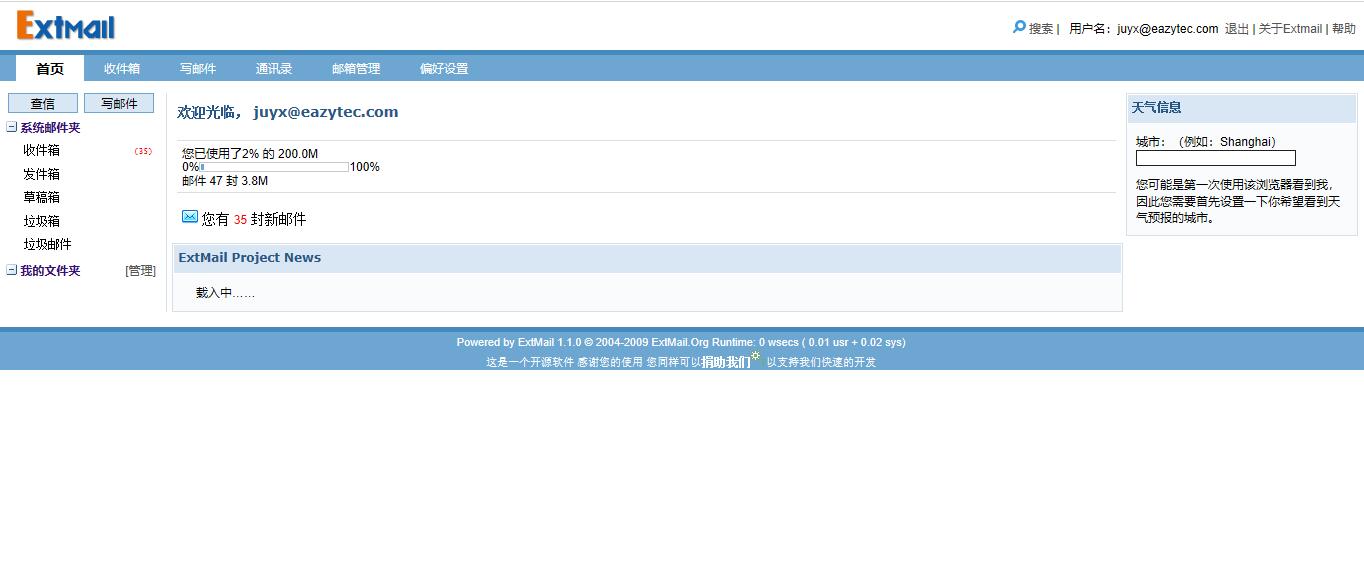 ExtMail
搜索 | 用户名：juyx@eazytec.com 退出 | 关于Extmail | 帮助
首页 收件箱 写邮件 通讯录 邮箱管理 偏好设置
查信 写邮件
系统邮件夹
收件箱 (35)
发件箱
草稿箱
垃圾箱
垃圾邮件
我的文件夹 [管理]
欢迎光临， juyx@eazytec.com
您已使用了2% 的 200.0M
0% 100%
邮件 47 封 3.8M
您有 35 封新邮件
ExtMail Project News
载入中......
天气信息
城市： （例如：Shanghai）
您可能是第一次使用该浏览器看到我，
因此您需要首先设置一下你希望看到天
气预报的城市。
Powered by ExtMail 1.1.0 © 2004-2009 ExtMail.Org Runtime: 0 wsecs ( 0.01 usr + 0.02 sys)
这是一个开源软件 感谢您的使用 您同样可以捐助我们 以支持我们快速的开发